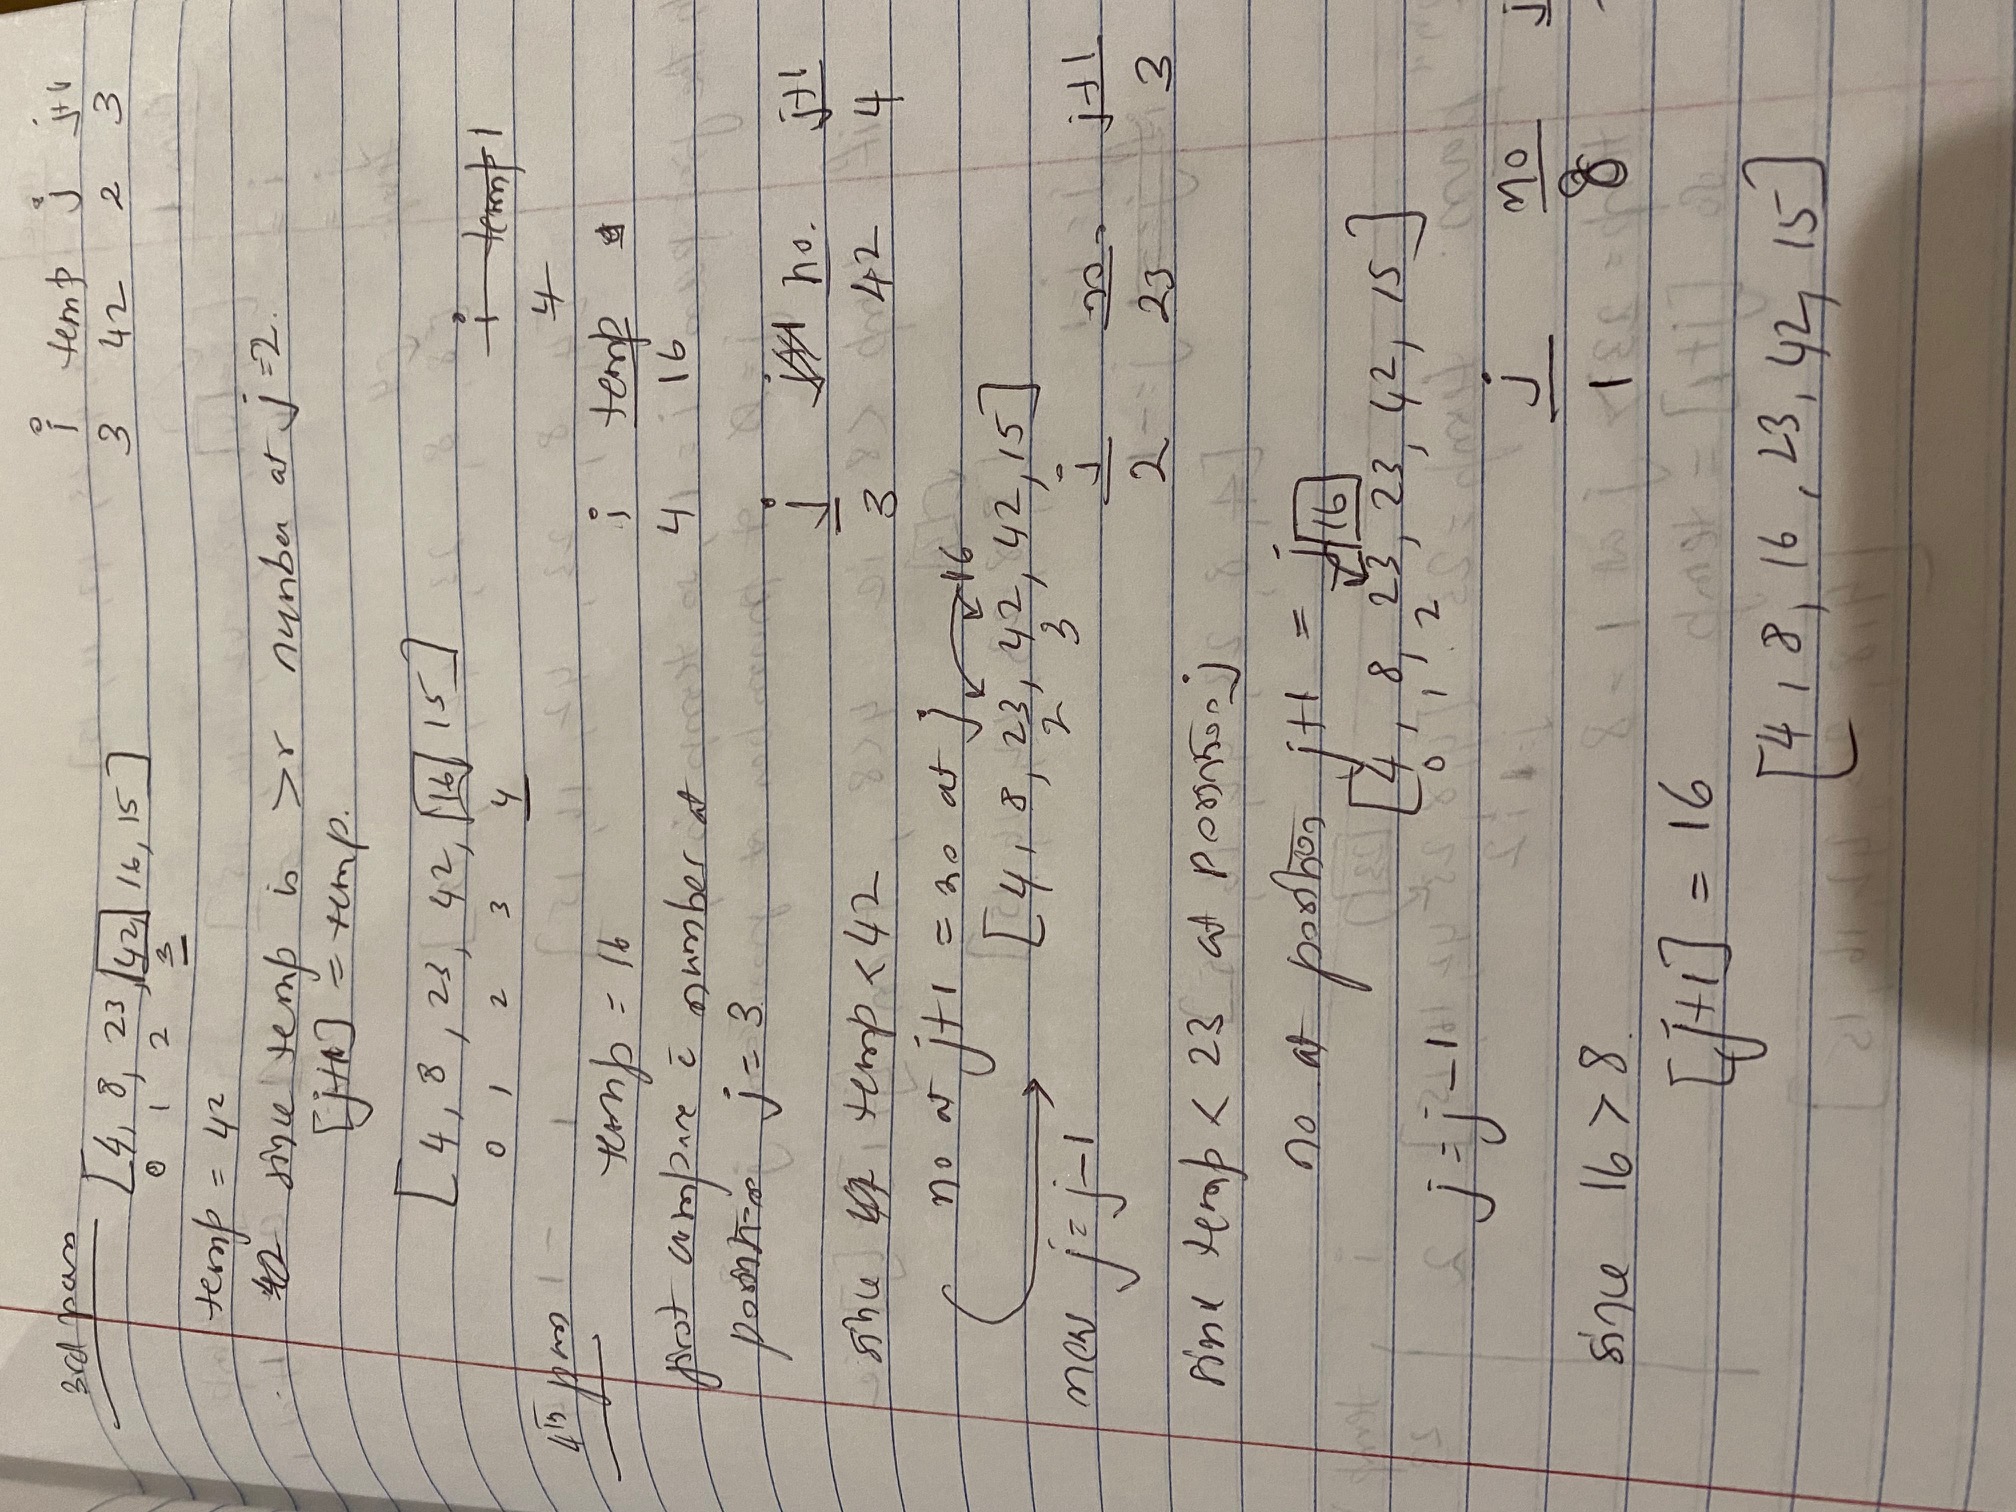 3rd pass
i temp j j+1
[4, 8, 23, 42, 16, 15]
3 42 2 3
0 1 2 3
temp = 42
42 since temp is >r number at j=2.
[j+1] = temp.
[4, 8, 23, 42, 16 15]
0 1 2 3 4
i temp 1
4
4th pass
temp = 16
i temp
4 16
first compare c̄ number at
position j = 3
j j+1 no. j+1
since temp < 42
3 42 4
no at j+1 = no at j
16
[4, 8, 23, 42, 42, 15]
2 3
new j = j-1
j no. j+1
2 23 3
since temp < 23 at position j
no at position j+1 = j
16
[4, 8, 23, 23, 42, 15]
0 1 2
j = j-1
j no j
1 8
since 16 > 8.
[j+1] = 16
[4, 8, 16, 23, 42, 15]